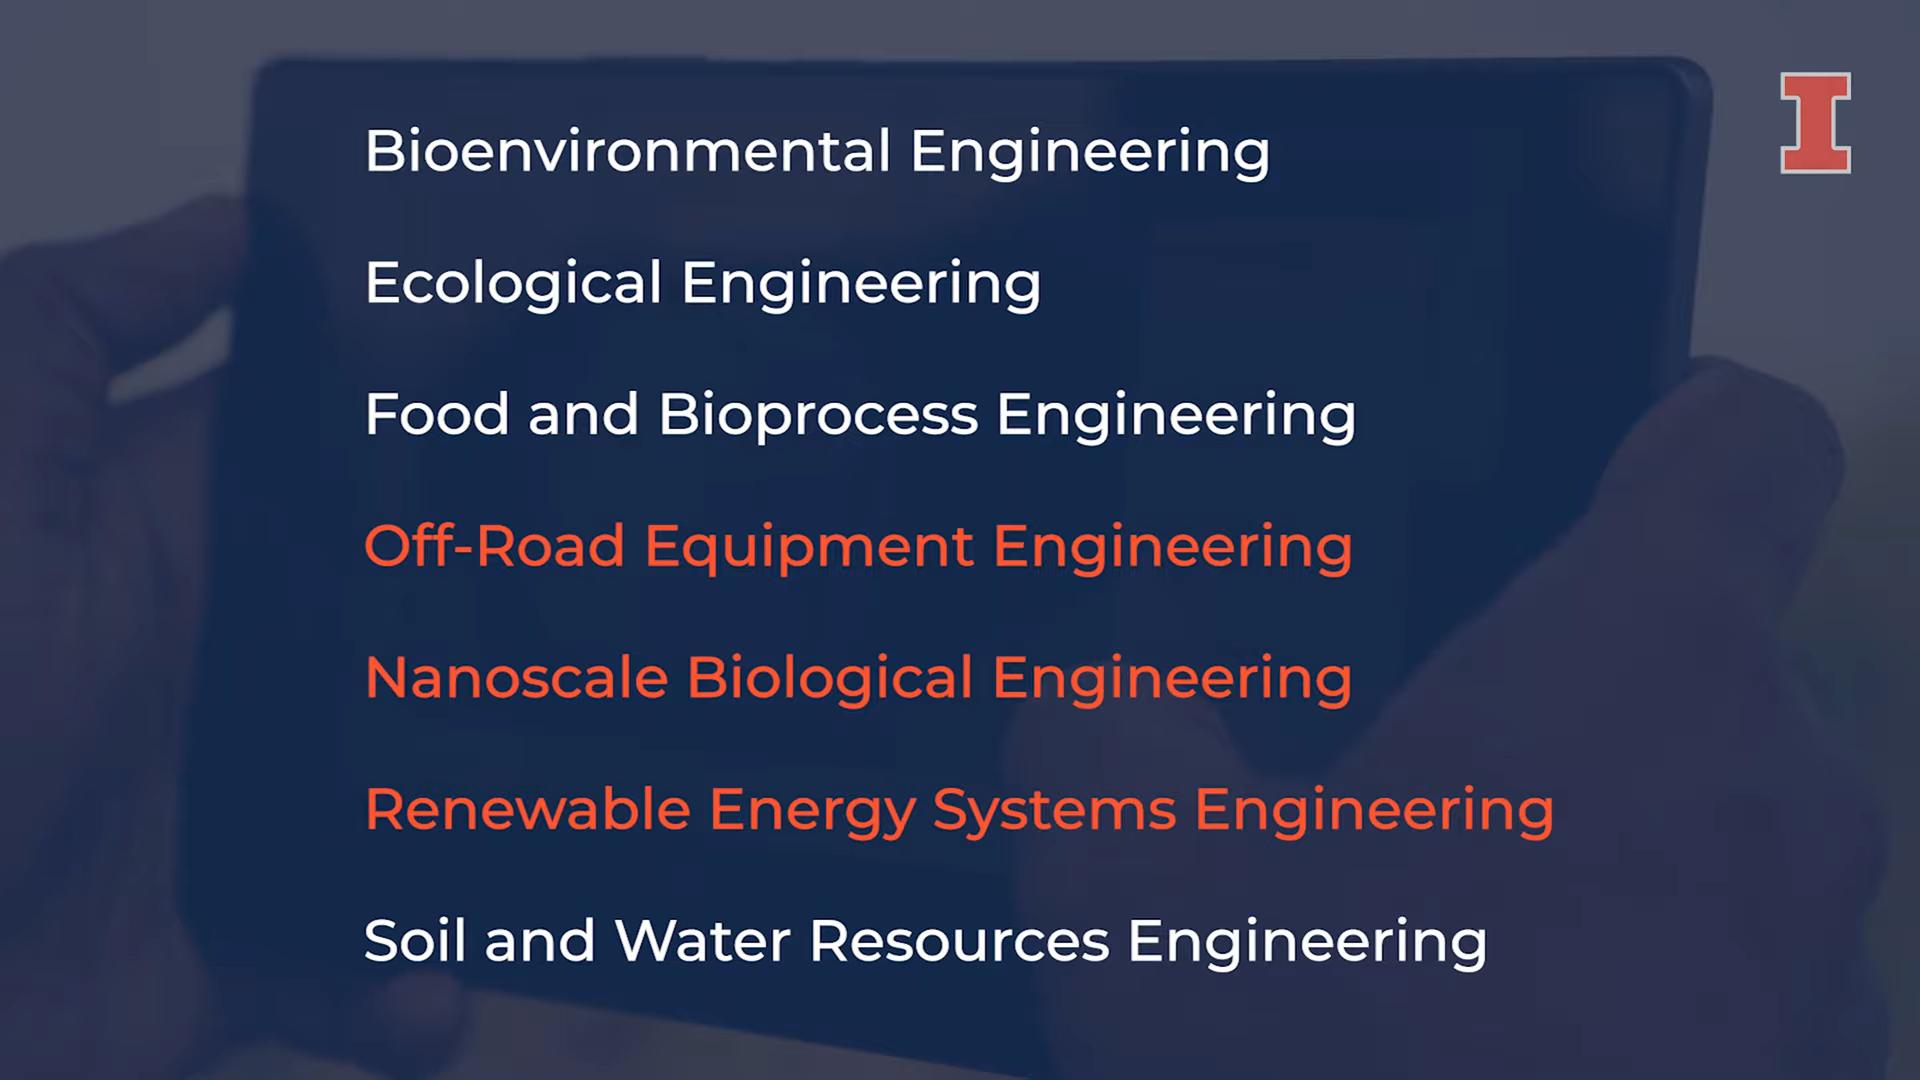 Bioenvironmental Engineering
Ecological Engineering
Food and Bioprocess Engineering
Off-Road Equipment Engineering
Nanoscale Biological Engineering
Renewable Energy Systems Engineering
Soil and Water Resources Engineering
I